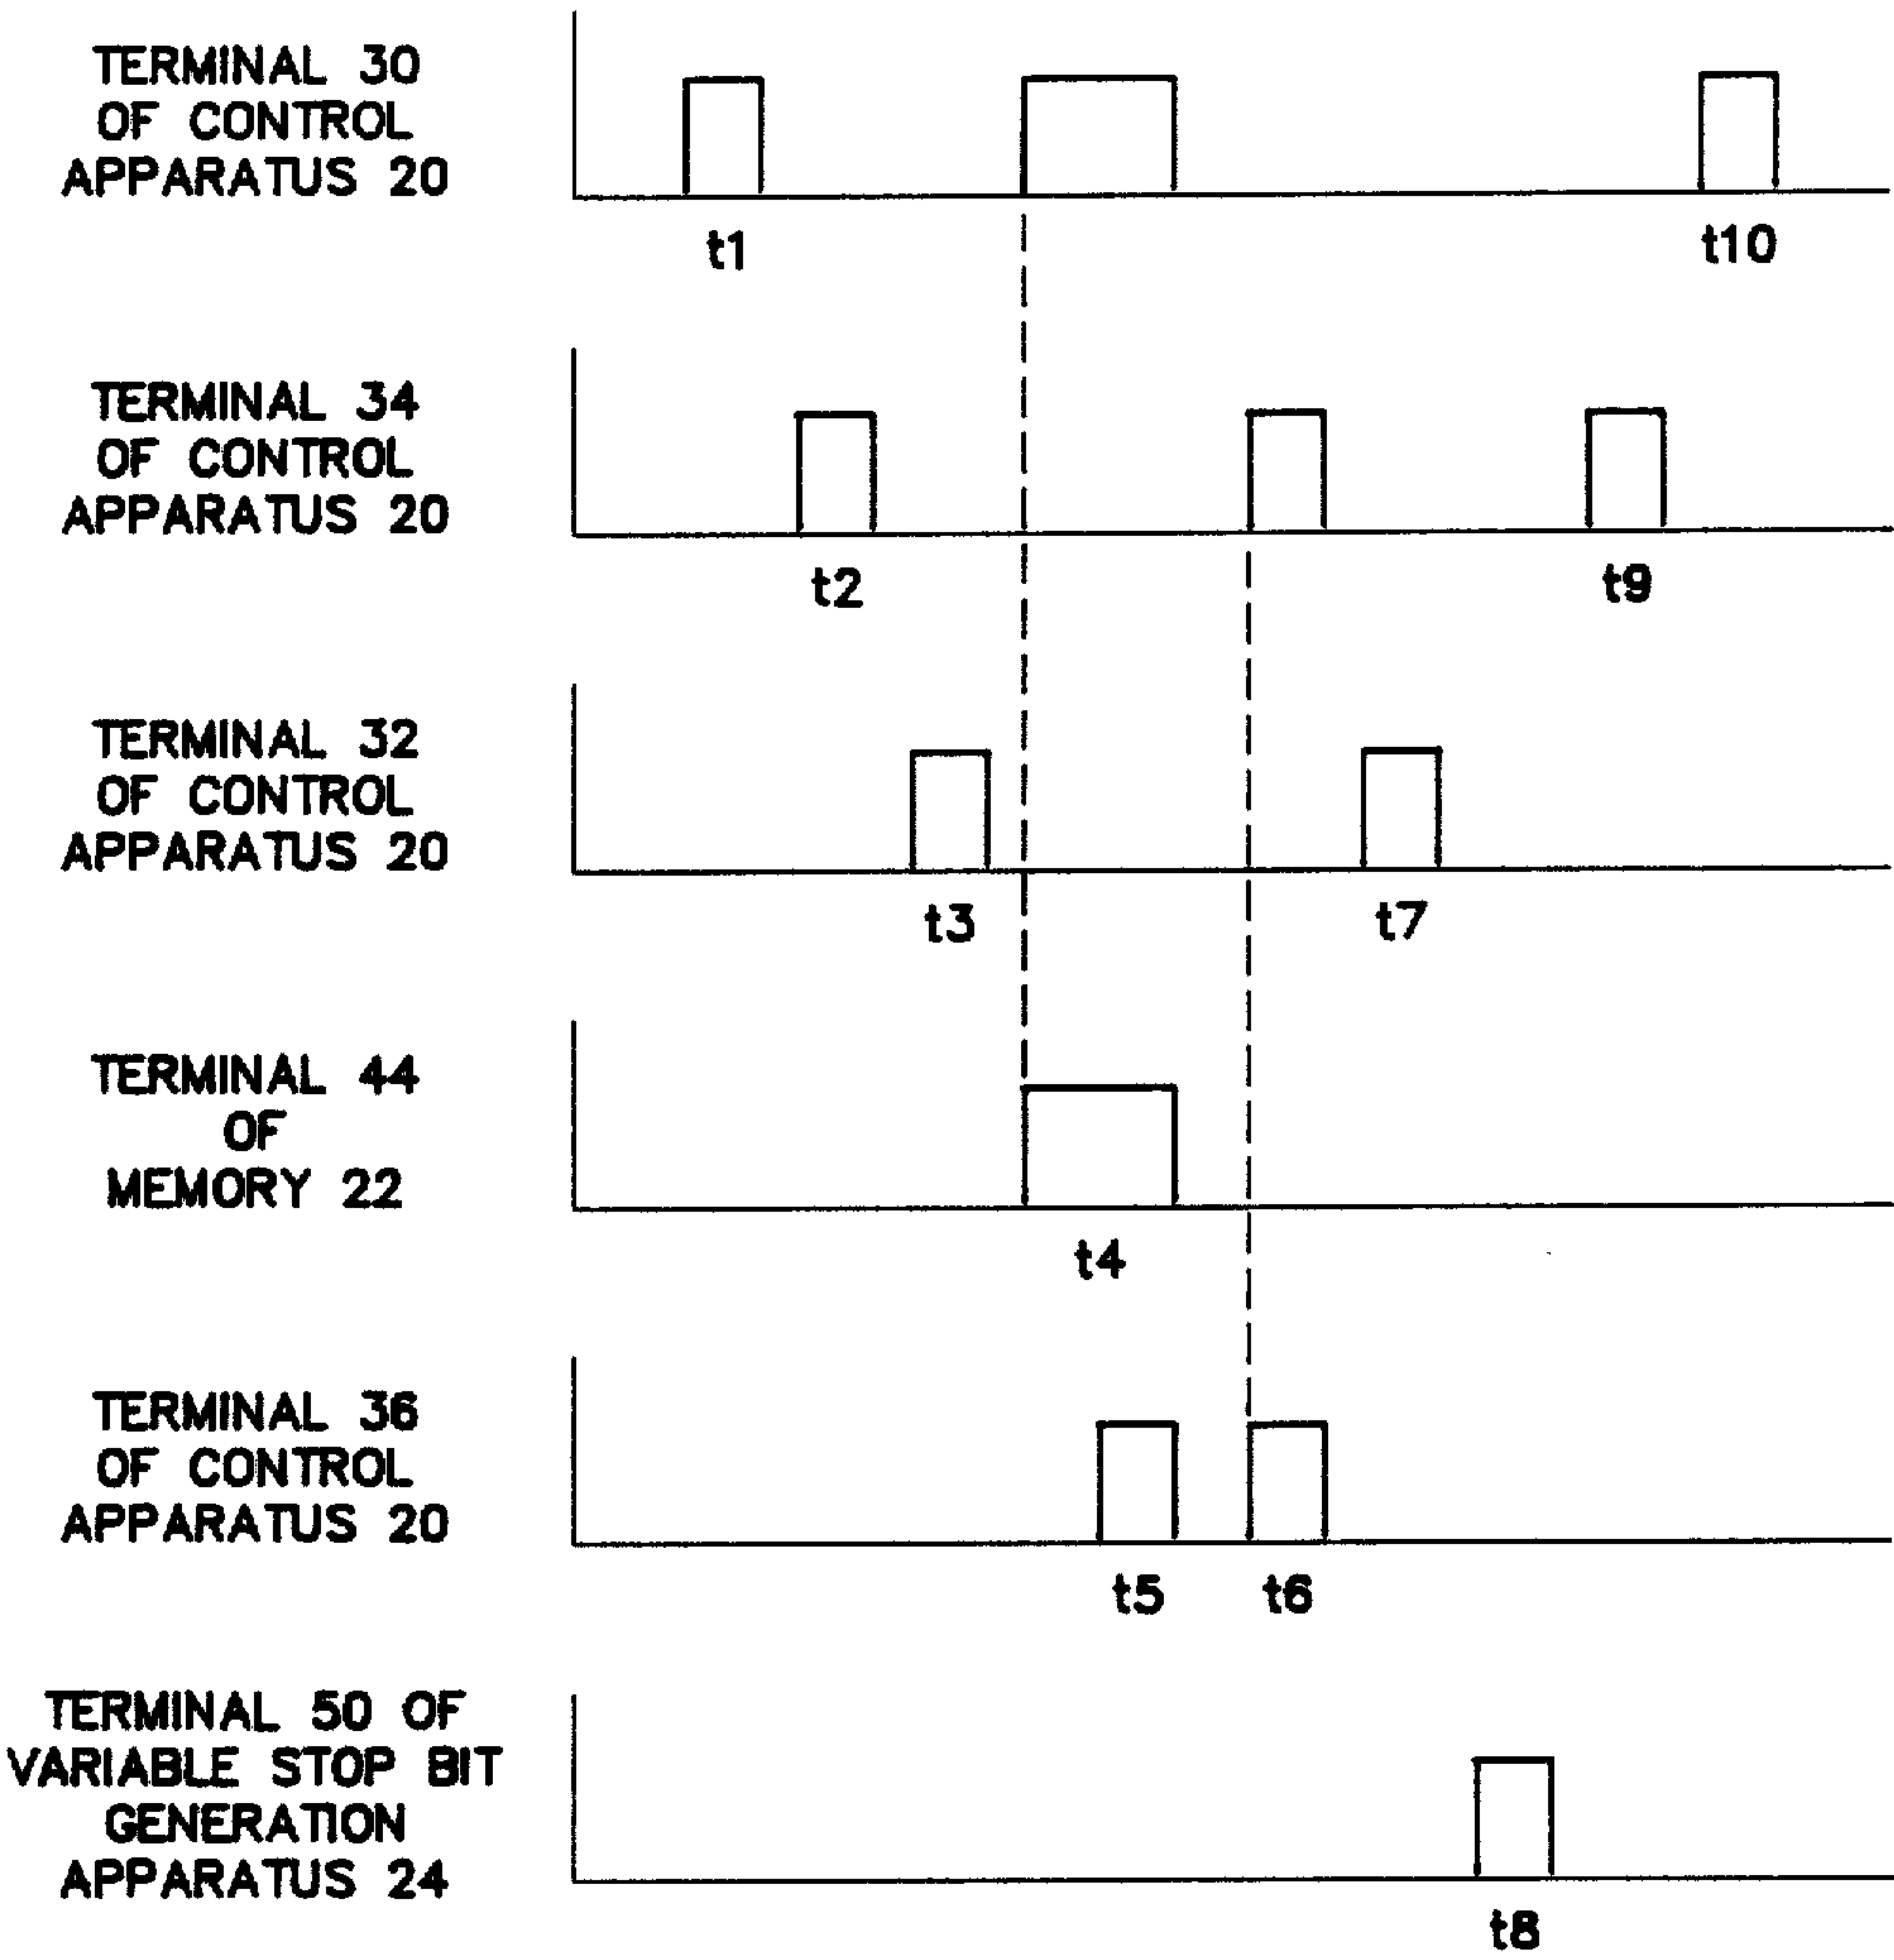 TERMINAL 30
OF CONTROL
APPARATUS 20
t1
t10
TERMINAL 34
OF CONTROL
APPARATUS 20
t2
t9
TERMINAL 32
OF CONTROL
APPARATUS 20
t3
t7
TERMINAL 44
OF
MEMORY 22
t4
TERMINAL 36
OF CONTROL
APPARATUS 20
t5
t6
TERMINAL 50 OF
VARIABLE STOP BIT
GENERATION
APPARATUS 24
t8